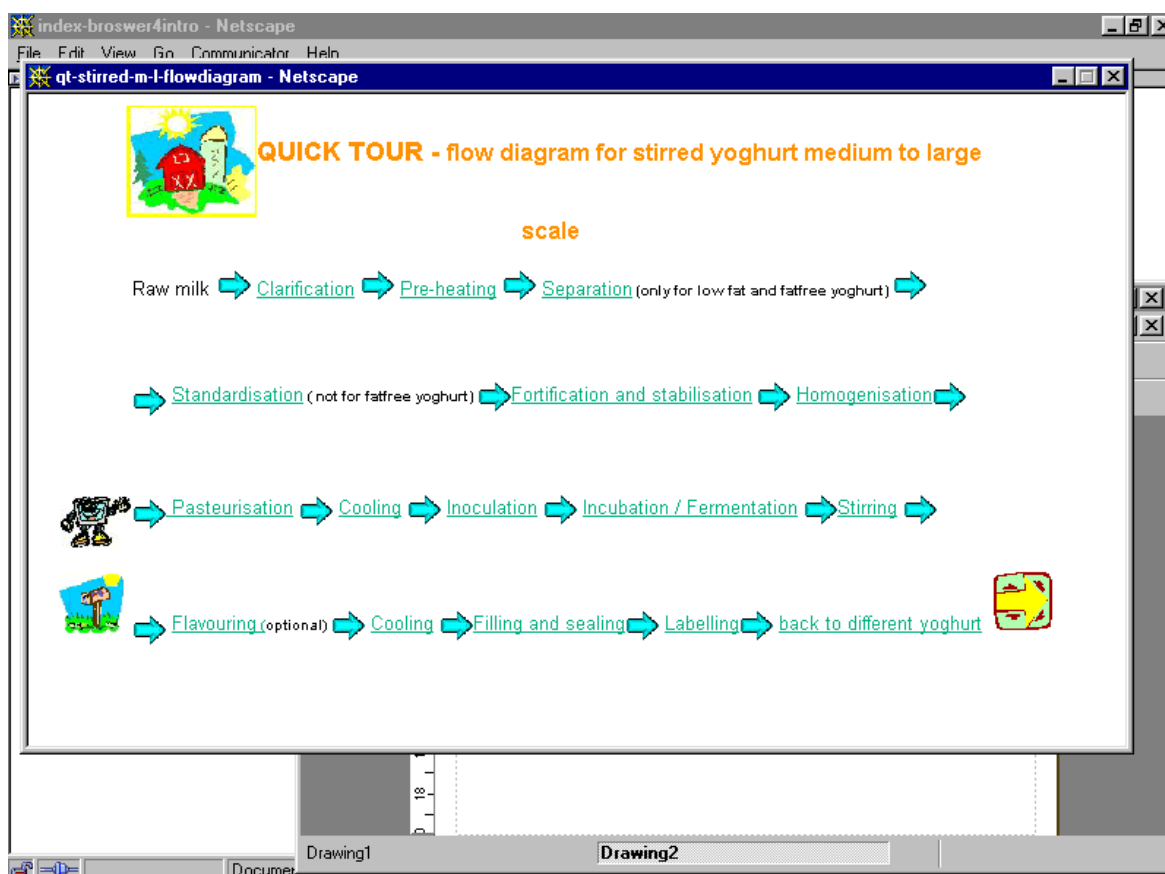 index-broswer4intro - Netscape
File Edit View Go Communicator Help
qt-stirred-m-l-flowdiagram - Netscape
QUICK TOUR - flow diagram for stirred yoghurt medium to large
scale
Raw milk Clarification Pre-heating Separation (only for low fat and fatfree yoghurt)
Standardisation ( not for fatfree yoghurt) Fortification and stabilisation Homogenisation
Pasteurisation Cooling Inoculation Incubation / Fermentation Stirring
Flavouring (optional) Cooling Filling and sealing Labelling back to different yoghurt
18
Drawing1 Drawing2